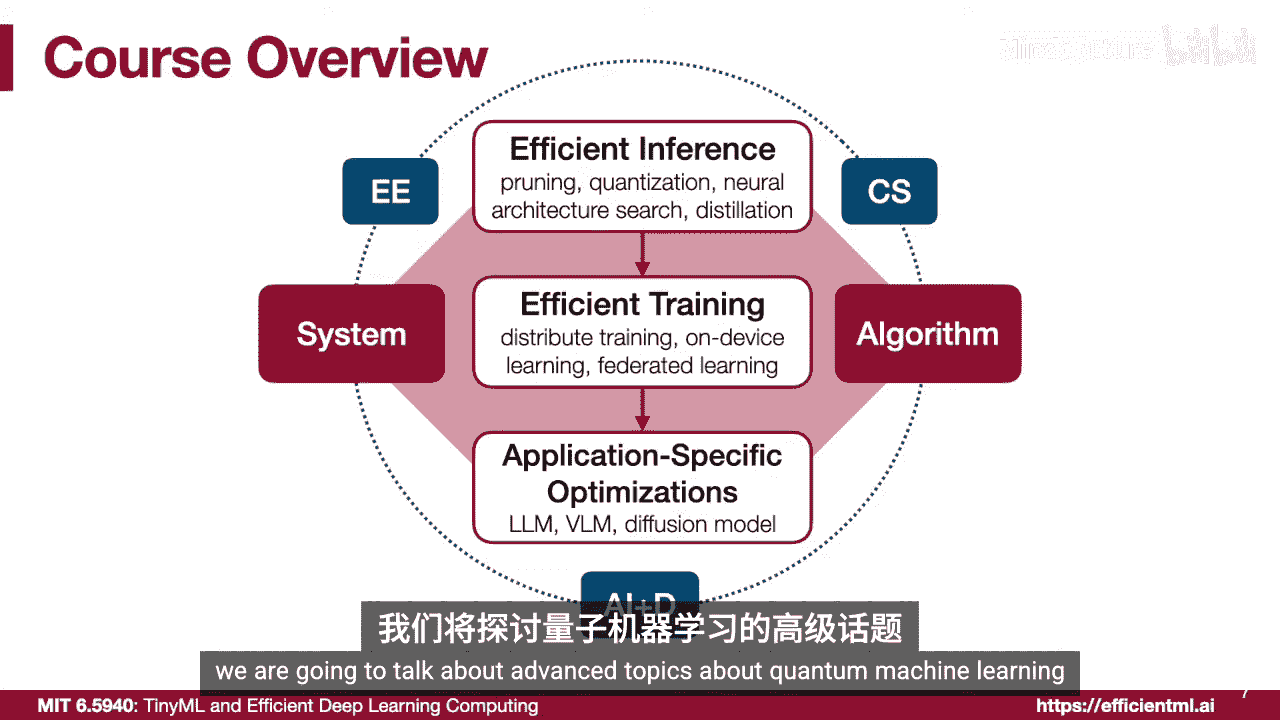 Course Overview
Efficient Inference
pruning, quantization, neural
architecture search, distillation
EE
CS
Efficient Training
distribute training, on-device
learning, federated learning
System
Algorithm
Application-Specific
Optimizations
LLM, VLM, diffusion model
AI+D
我们将探讨量子机器学习的高级话题
we are going to talk about advanced topics about quantum machine learning
MIT 6.5940: TinyML and Efficient Deep Learning Computing
https://efficientml.ai
7